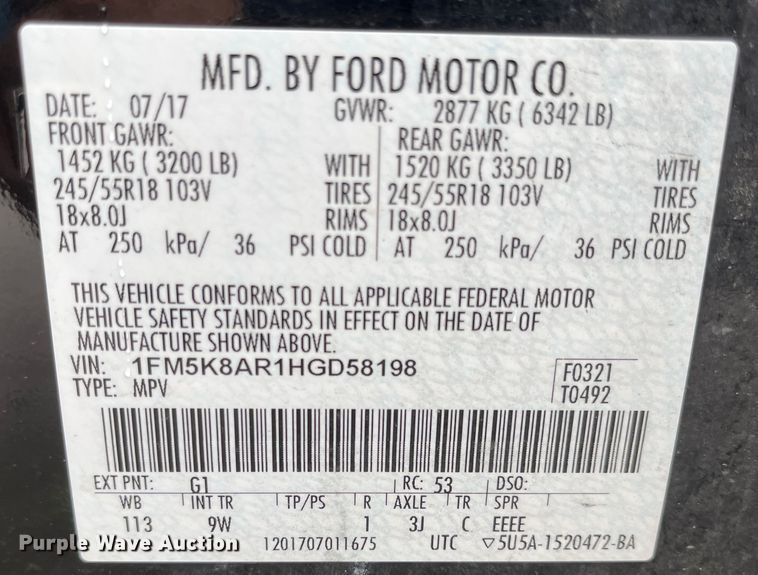 MFD. BY FORD MOTOR CO.
DATE: 07/17 GVWR: 2877 KG ( 6342 LB)
FRONT GAWR: REAR GAWR:
1452 KG ( 3200 LB) WITH 1520 KG ( 3350 LB) WITH
245/55R18 103V TIRES 245/55R18 103V TIRES
18x8.0J RIMS 18x8.0J RIMS
AT 250 kPa/ 36 PSI COLD AT 250 kPa/ 36 PSI COLD
THIS VEHICLE CONFORMS TO ALL APPLICABLE FEDERAL MOTOR
VEHICLE SAFETY STANDARDS IN EFFECT ON THE DATE OF
MANUFACTURE SHOWN ABOVE.
VIN: 1FM5K8AR1HGD58198 F0321
TYPE: MPV T0492
EXT PNT: G1 RC: 53 DSO:
WB INT TR TP/PS R AXLE TR SPR
113 9W 1 3J C EEEE
1201707011675 UTC ▽5U5A-1520472-BA
Purple Wave Auction